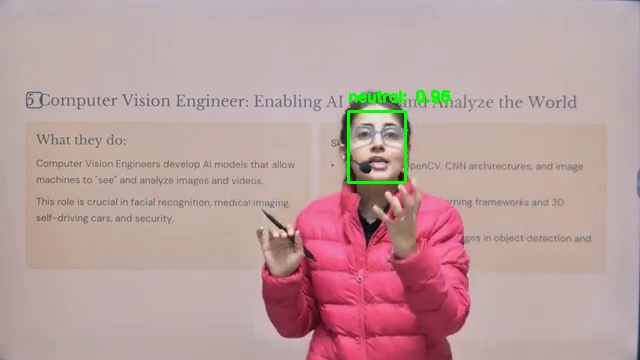 neutral: 0.96
5 Computer Vision Engineer: Enabling AI and Analyze the World
What they do:
Computer Vision Engineers develop AI models that allow
machines to "see" and analyze images and videos.
This role is crucial in facial recognition, medical imaging,
self-driving cars, and security.
• OpenCV, CNN architectures, and image
frameworks and 3D
in object detection and